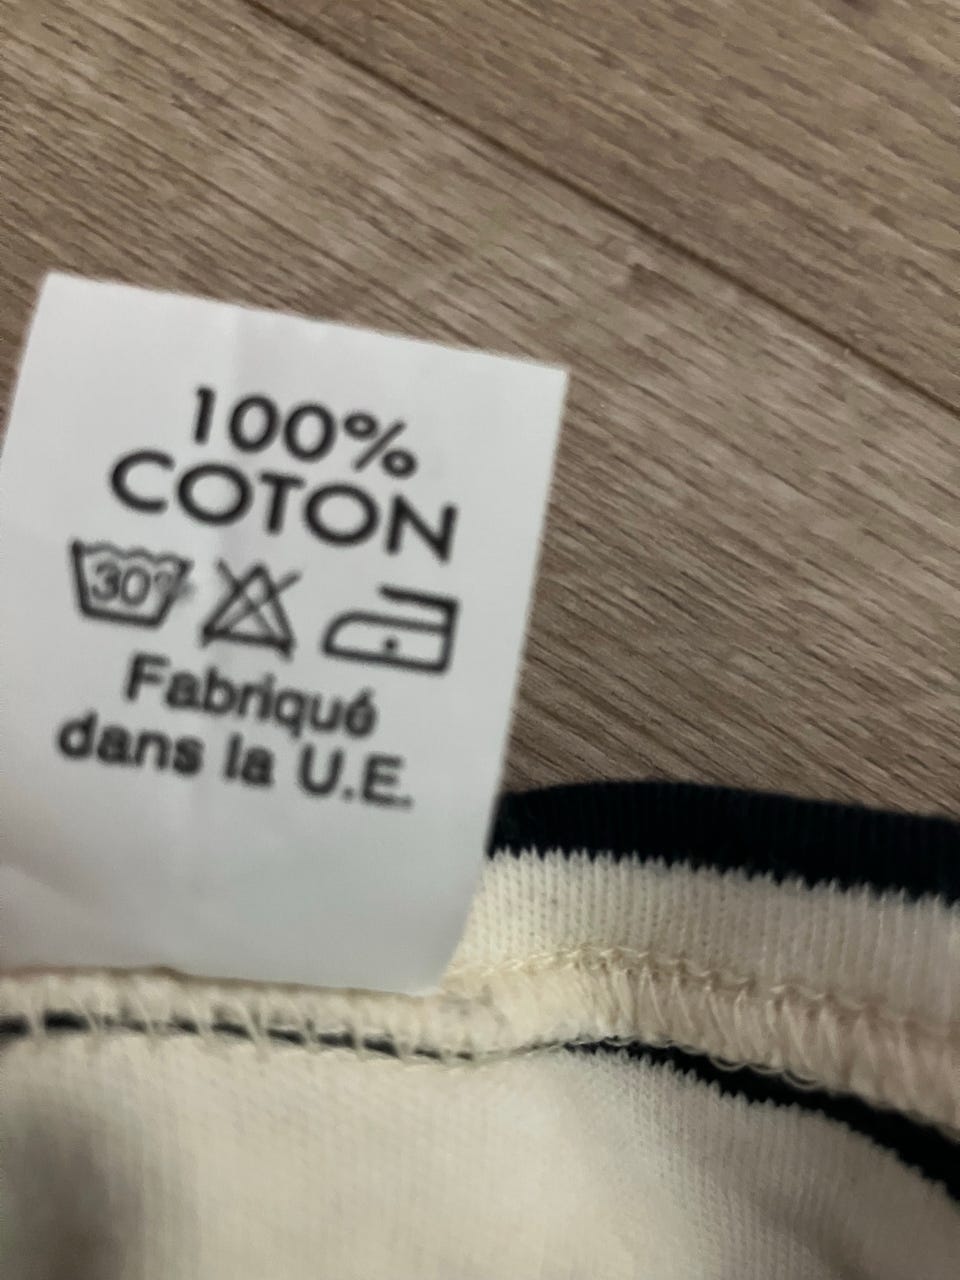 100%
COTON
30°
Fabriqué
dans la U.E.